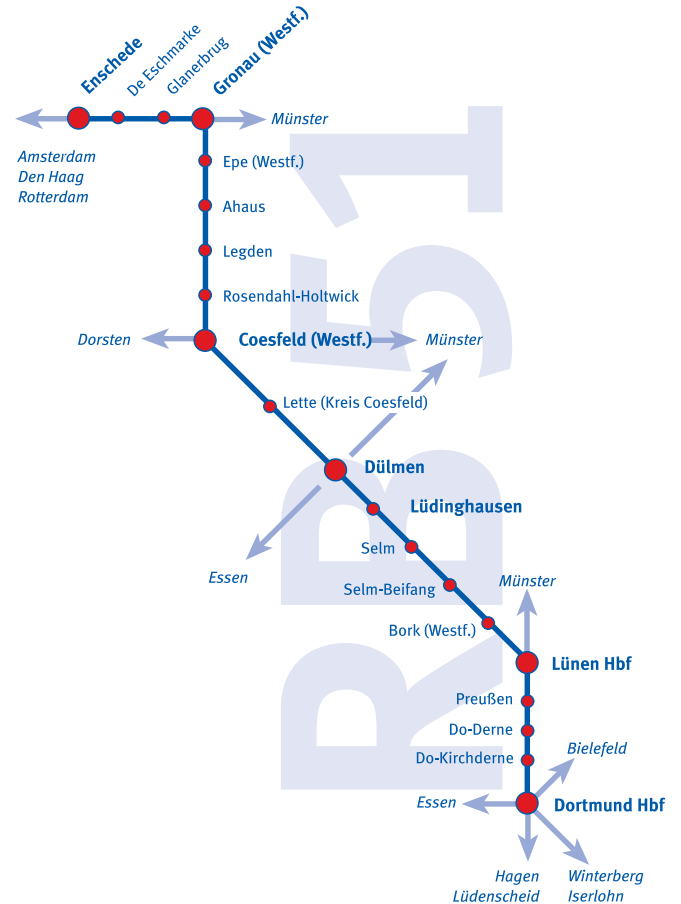 Enschede
De Eschmarke
Glanerbrug
Gronau (Westf.)
Münster
Amsterdam
Den Haag
Rotterdam
Epe (Westf.)
Ahaus
Legden
Rosendahl-Holtwick
Dorsten
Coesfeld (Westf.)
Münster
Lette (Kreis Coesfeld)
Dülmen
Lüdinghausen
Essen
Selm
Selm-Beifang
Münster
Bork (Westf.)
Lünen Hbf
Preußen
Do-Derne
Do-Kirchderne
Bielefeld
Essen
Dortmund Hbf
Hagen
Lüdenscheid
Winterberg
Iserlohn
RB 51